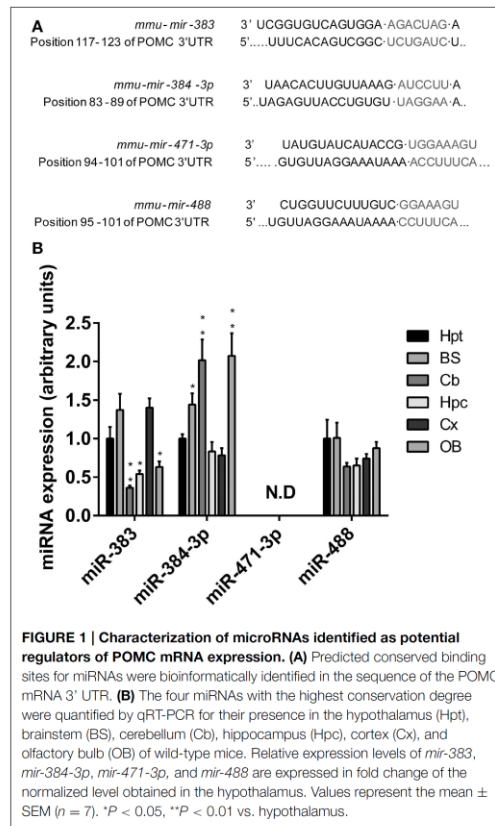 A
mmu-mir-383 3' UCGGUGUCAGUGGA·AGACUAG·A
Position 117-123 of POMC 3'UTR 5'.....UUUCACAGUCGGC·UCUGAUC·U..
mmu-mir-384-3p 3' UAACACUUGUUAAAG·AUCCUU·A
Position 83-89 of POMC 3'UTR 5'..UAGAGUUACCUGUGU·UAGGAA·A..
mmu-mir-471-3p 3' UAUGUAUCAUACCG·UGGAAAGU
Position 94-101 of POMC 3'UTR 5'... .GUGUUAGGAAAUAAA·ACCUUUCA...
mmu-mir-488 3' CUGGUUCUUUGUC·GGAAAGU
Position 95-101 of POMC 3'UTR 5' ...UGUUAGGAAAUAAAA·CCUUUCA...
B
miRNA expression (arbitrary units)
2.5
2.0
1.5
1.0
0.5
0.0
**
*
*
*
**
**
N.D
miR-383
miR-384-3p
miR-471-3p
miR-488
Hpt
BS
Cb
Hpc
Cx
OB
FIGURE 1 | Characterization of microRNAs identified as potential
regulators of POMC mRNA expression. (A) Predicted conserved binding
sites for miRNAs were bioinformatically identified in the sequence of the POMC
mRNA 3' UTR. (B) The four miRNAs with the highest conservation degree
were quantified by qRT-PCR for their presence in the hypothalamus (Hpt),
brainstem (BS), cerebellum (Cb), hippocampus (Hpc), cortex (Cx), and
olfactory bulb (OB) of wild-type mice. Relative expression levels of mir-383,
mir-384-3p, mir-471-3p, and mir-488 are expressed in fold change of the
normalized level obtained in the hypothalamus. Values represent the mean ±
SEM (n = 7). *P < 0.05, **P < 0.01 vs. hypothalamus.